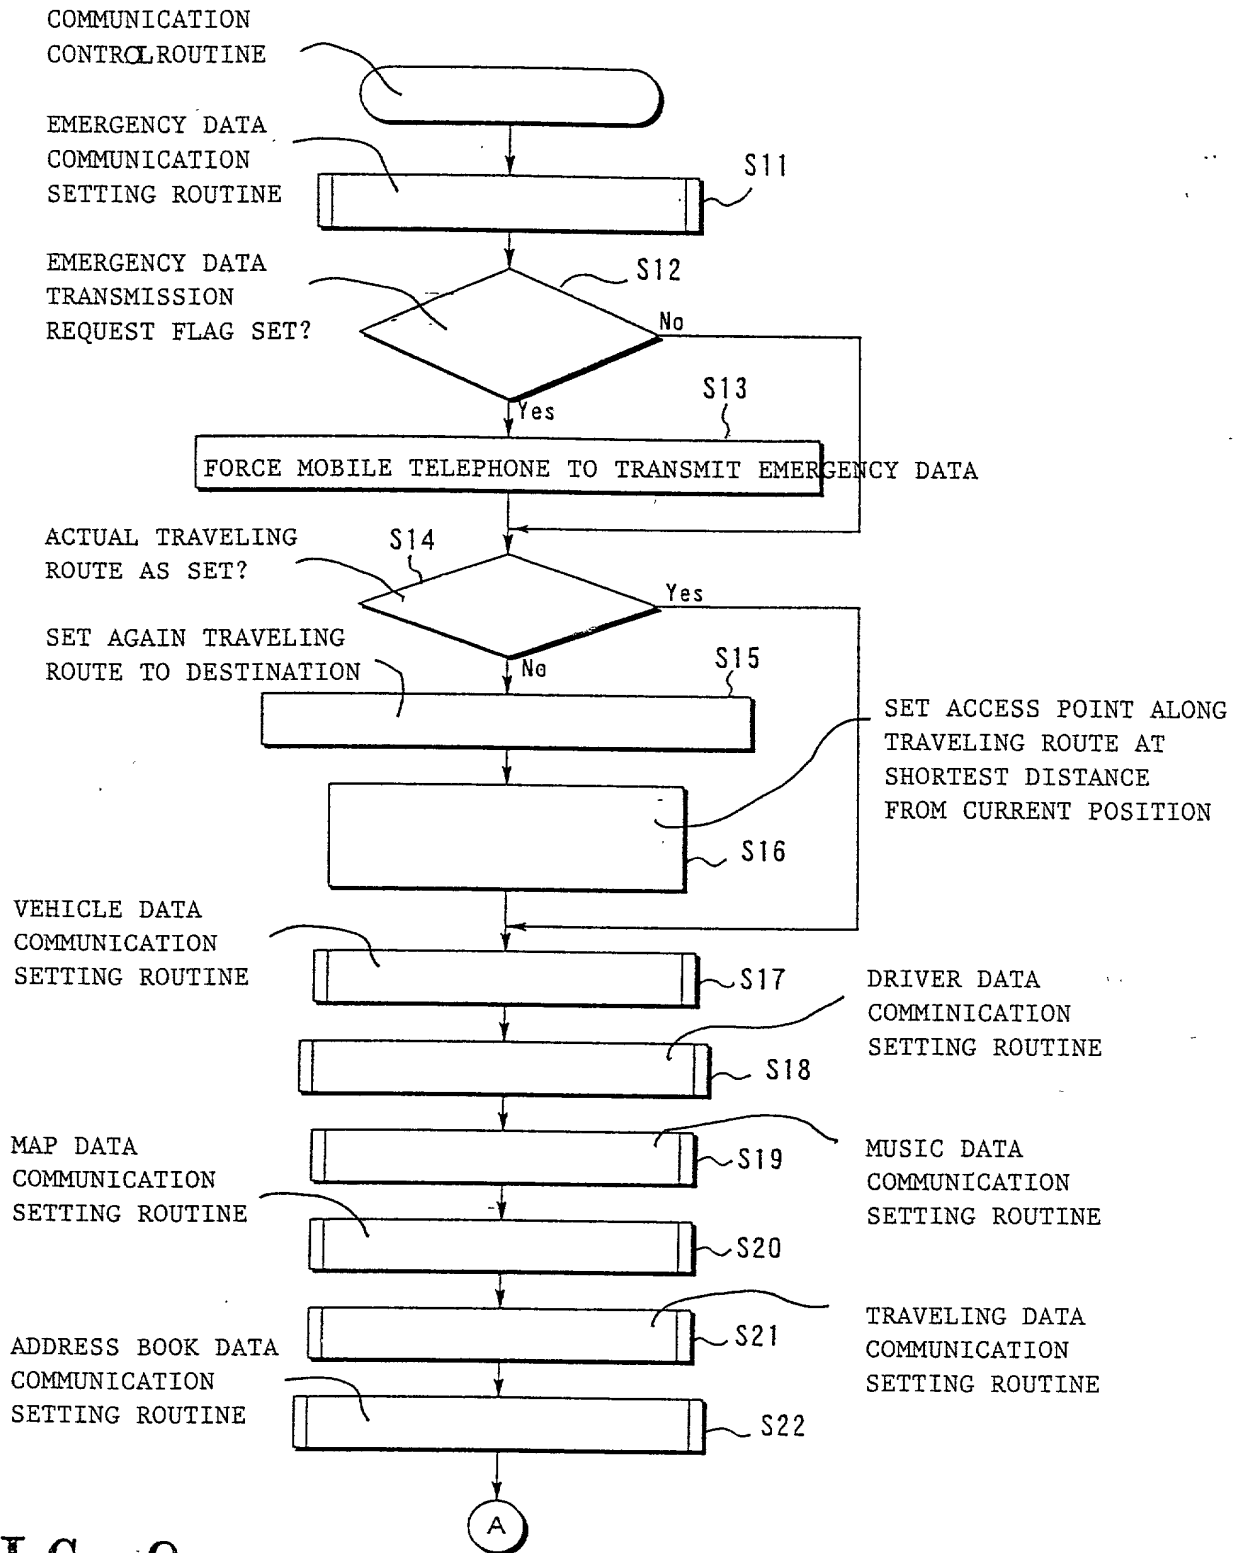 COMMUNICATION
CONTROL ROUTINE
EMERGENCY DATA
COMMUNICATION
SETTING ROUTINE
S11
EMERGENCY DATA
TRANSMISSION
REQUEST FLAG SET?
S12
No
Yes
S13
FORCE MOBILE TELEPHONE TO TRANSMIT EMERGENCY DATA
ACTUAL TRAVELING
ROUTE AS SET?
S14
Yes
No
SET AGAIN TRAVELING
ROUTE TO DESTINATION
S15
SET ACCESS POINT ALONG
TRAVELING ROUTE AT
SHORTEST DISTANCE
FROM CURRENT POSITION
S16
VEHICLE DATA
COMMUNICATION
SETTING ROUTINE
S17
DRIVER DATA
COMMINICATION
SETTING ROUTINE
S18
MAP DATA
COMMUNICATION
SETTING ROUTINE
S19
MUSIC DATA
COMMUNICATION
SETTING ROUTINE
S20
TRAVELING DATA
COMMUNICATION
SETTING ROUTINE
S21
ADDRESS BOOK DATA
COMMUNICATION
SETTING ROUTINE
S22
A